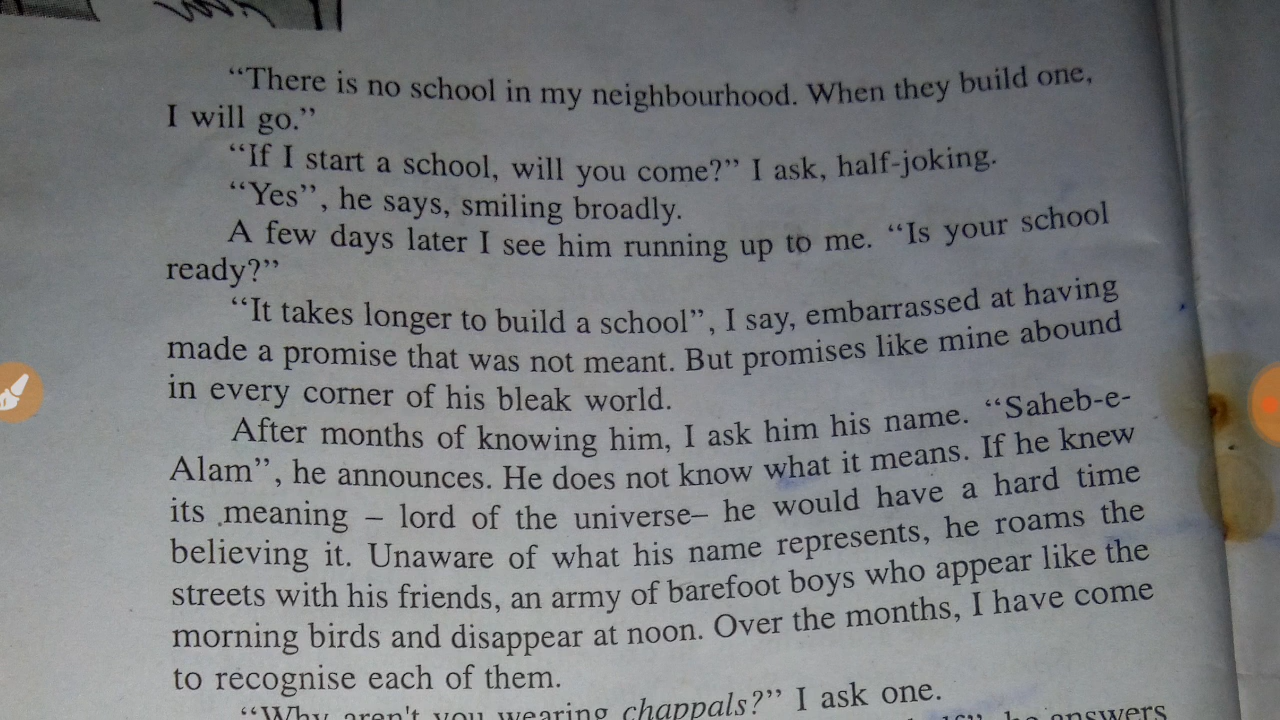 “There is no school in my neighbourhood. When they build one,
I will go.”
“If I start a school, will you come?” I ask, half-joking.
“Yes”, he says, smiling broadly.
A few days later I see him running up to me. “Is your school
ready?”
“It takes longer to build a school”, I say, embarrassed at having
made a promise that was not meant. But promises like mine abound
in every corner of his bleak world.
After months of knowing him, I ask him his name. “Saheb-e-
Alam”, he announces. He does not know what it means. If he knew
its meaning – lord of the universe– he would have a hard time
believing it. Unaware of what his name represents, he roams the
streets with his friends, an army of barefoot boys who appear like the
morning birds and disappear at noon. Over the months, I have come
to recognise each of them.
“Why aren't you wearing chappals?” I ask one.
he answers